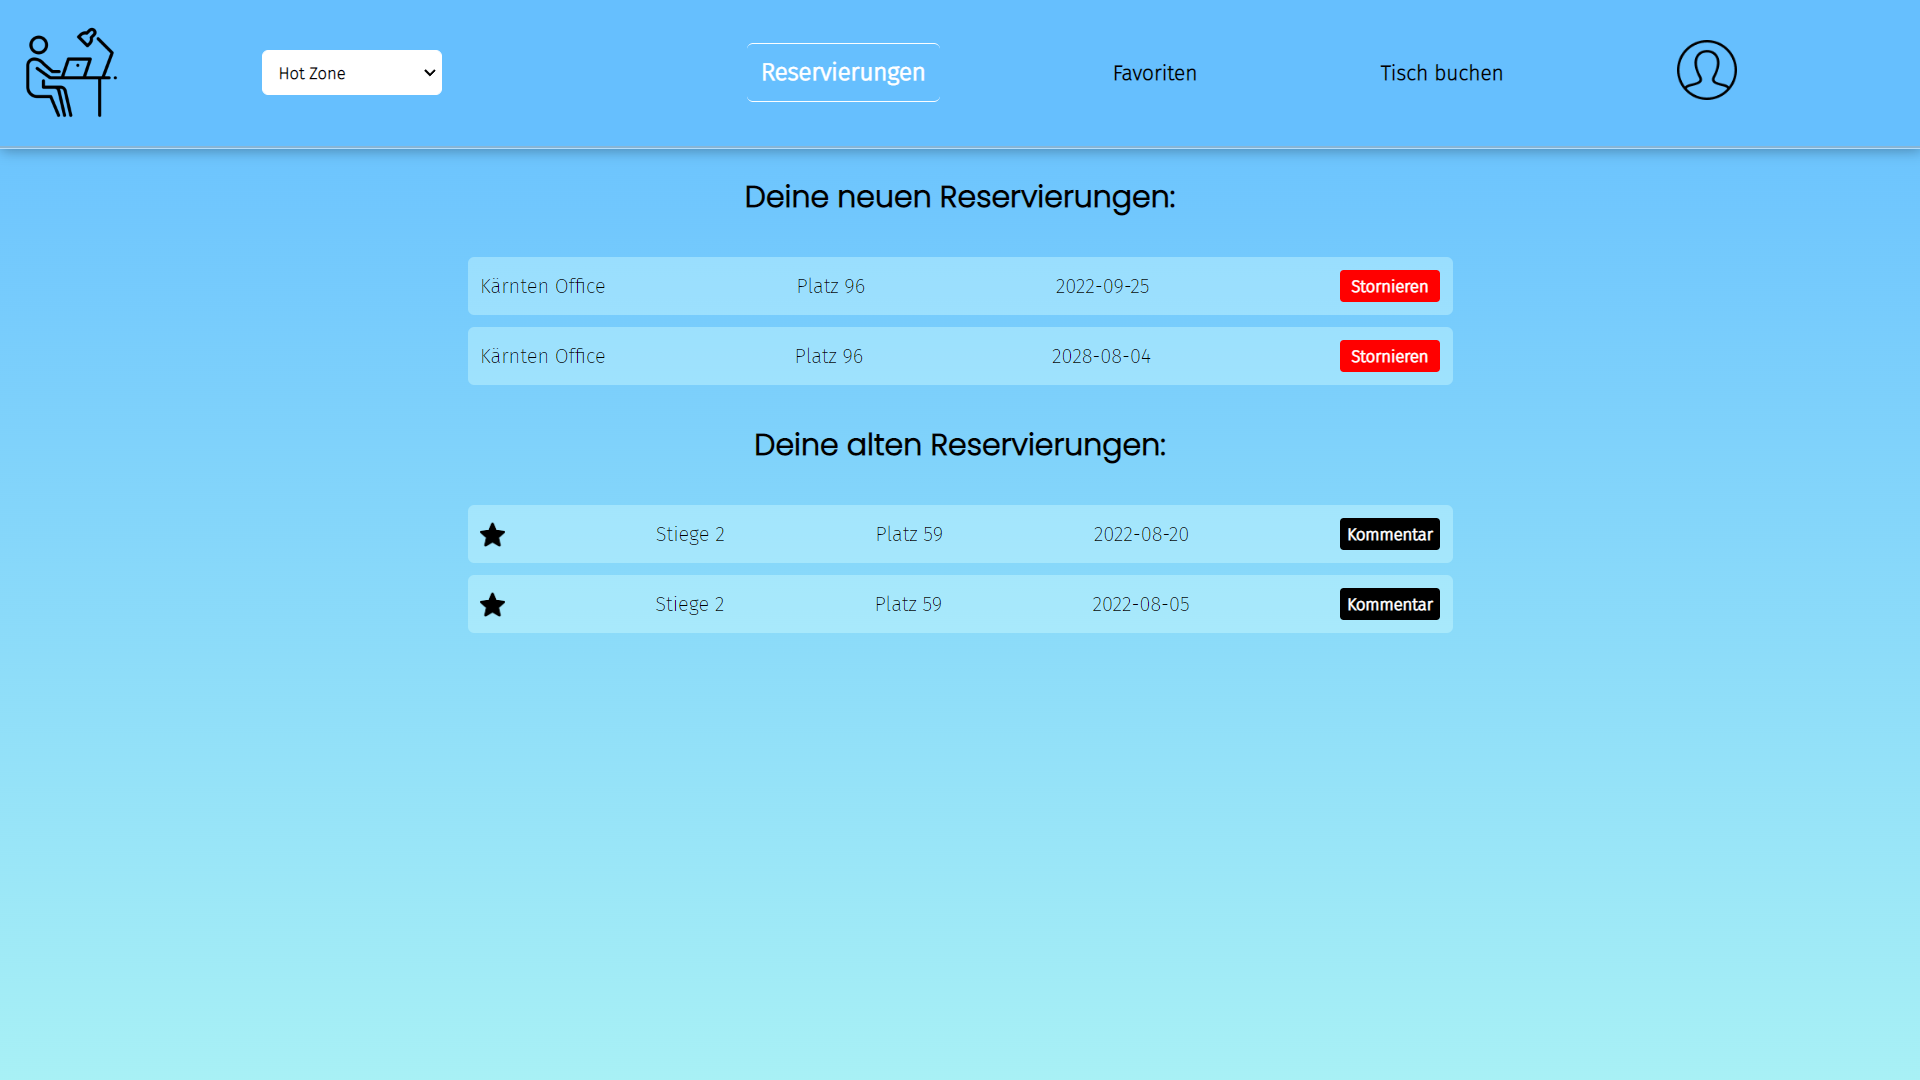 Hot Zone
Reservierungen
Favoriten
Tisch buchen
Deine neuen Reservierungen:
Kärnten Office Platz 96 2022-09-25 Stornieren
Kärnten Office Platz 96 2028-08-04 Stornieren
Deine alten Reservierungen:
Stiege 2 Platz 59 2022-08-20 Kommentar
Stiege 2 Platz 59 2022-08-05 Kommentar